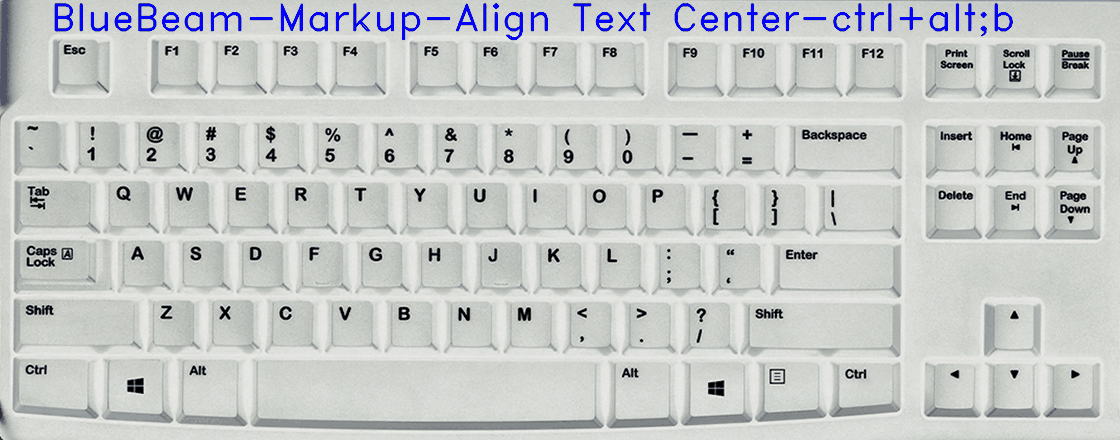 BlueBeam-Markup-Align Text Center-ctrl+alt;b
Esc F1 F2 F3 F4 F5 F6 F7 F8 F9 F10 F11 F12 Print Screen Scroll Lock Pause Break
~ ` ! 1 @ 2 # 3 $ 4 % 5 ^ 6 & 7 * 8 ( 9 ) 0 — - + = Backspace Insert Home Page Up
Tab Q W E R T Y U I O P { [ } ] | \ Delete End Page Down
Caps Lock A S D F G H J K L : ; “ ‘ Enter
Shift Z X C V B N M < , > . ? / Shift
Ctrl Alt Alt Ctrl